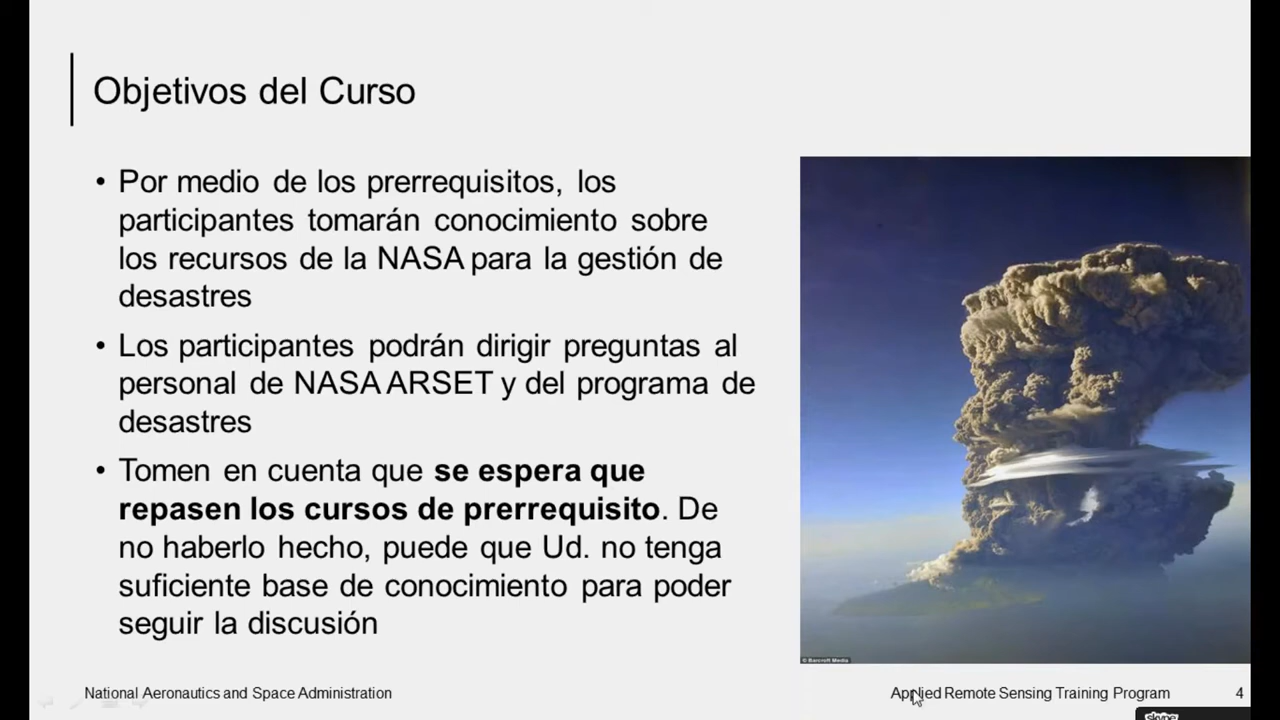 Objetivos del Curso
• Por medio de los prerrequisitos, los
participantes tomarán conocimiento sobre
los recursos de la NASA para la gestión de
desastres
• Los participantes podrán dirigir preguntas al
personal de NASA ARSET y del programa de
desastres
• Tomen en cuenta que se espera que
repasen los cursos de prerrequisito. De
no haberlo hecho, puede que Ud. no tenga
suficiente base de conocimiento para poder
seguir la discusión
© Barcroft Media
National Aeronautics and Space Administration
Applied Remote Sensing Training Program
4
skype